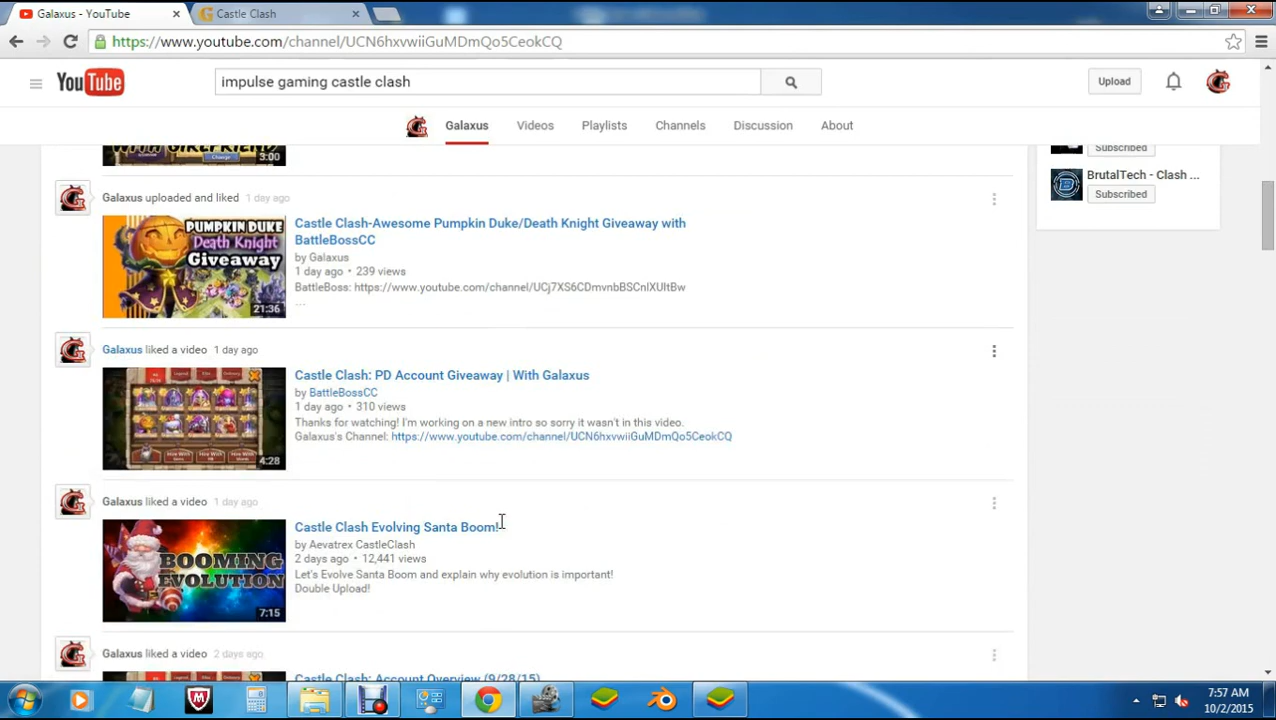 Galaxus - YouTube
Castle Clash
https://www.youtube.com/channel/UCN6hxvwiiGuMDmQo5CeokCQ
YouTube
impulse gaming castle clash
Upload
Galaxus
Videos
Playlists
Channels
Discussion
About
WITH GIRLFRIEND
Change
3:00
Subscribed
BrutalTech - Clash ...
Subscribed
Galaxus uploaded and liked 1 day ago
PUMPKIN DUKE
Death Knight
Giveaway
21:36
Castle Clash-Awesome Pumpkin Duke/Death Knight Giveaway with
BattleBossCC
by Galaxus
1 day ago • 239 views
BattleBoss: https://www.youtube.com/channel/UCj7XS6CDmvnbBSCnlXUItBw
...
Galaxus liked a video 1 day ago
4:28
Castle Clash: PD Account Giveaway | With Galaxus
by BattleBossCC
1 day ago • 310 views
Thanks for watching! I'm working on a new intro so sorry it wasn't in this video.
Galaxus's Channel: https://www.youtube.com/channel/UCN6hxvwiiGuMDmQo5CeokCQ
Galaxus liked a video 1 day ago
BOOMING
EVOLUTION
7:15
Castle Clash Evolving Santa Boom!
by Aevatrex CastleClash
2 days ago • 12,441 views
Let's Evolve Santa Boom and explain why evolution is important!
Double Upload!
Galaxus liked a video 2 days ago
Castle Clash: Account Overview (9/28/15)
7:57 AM
10/2/2015